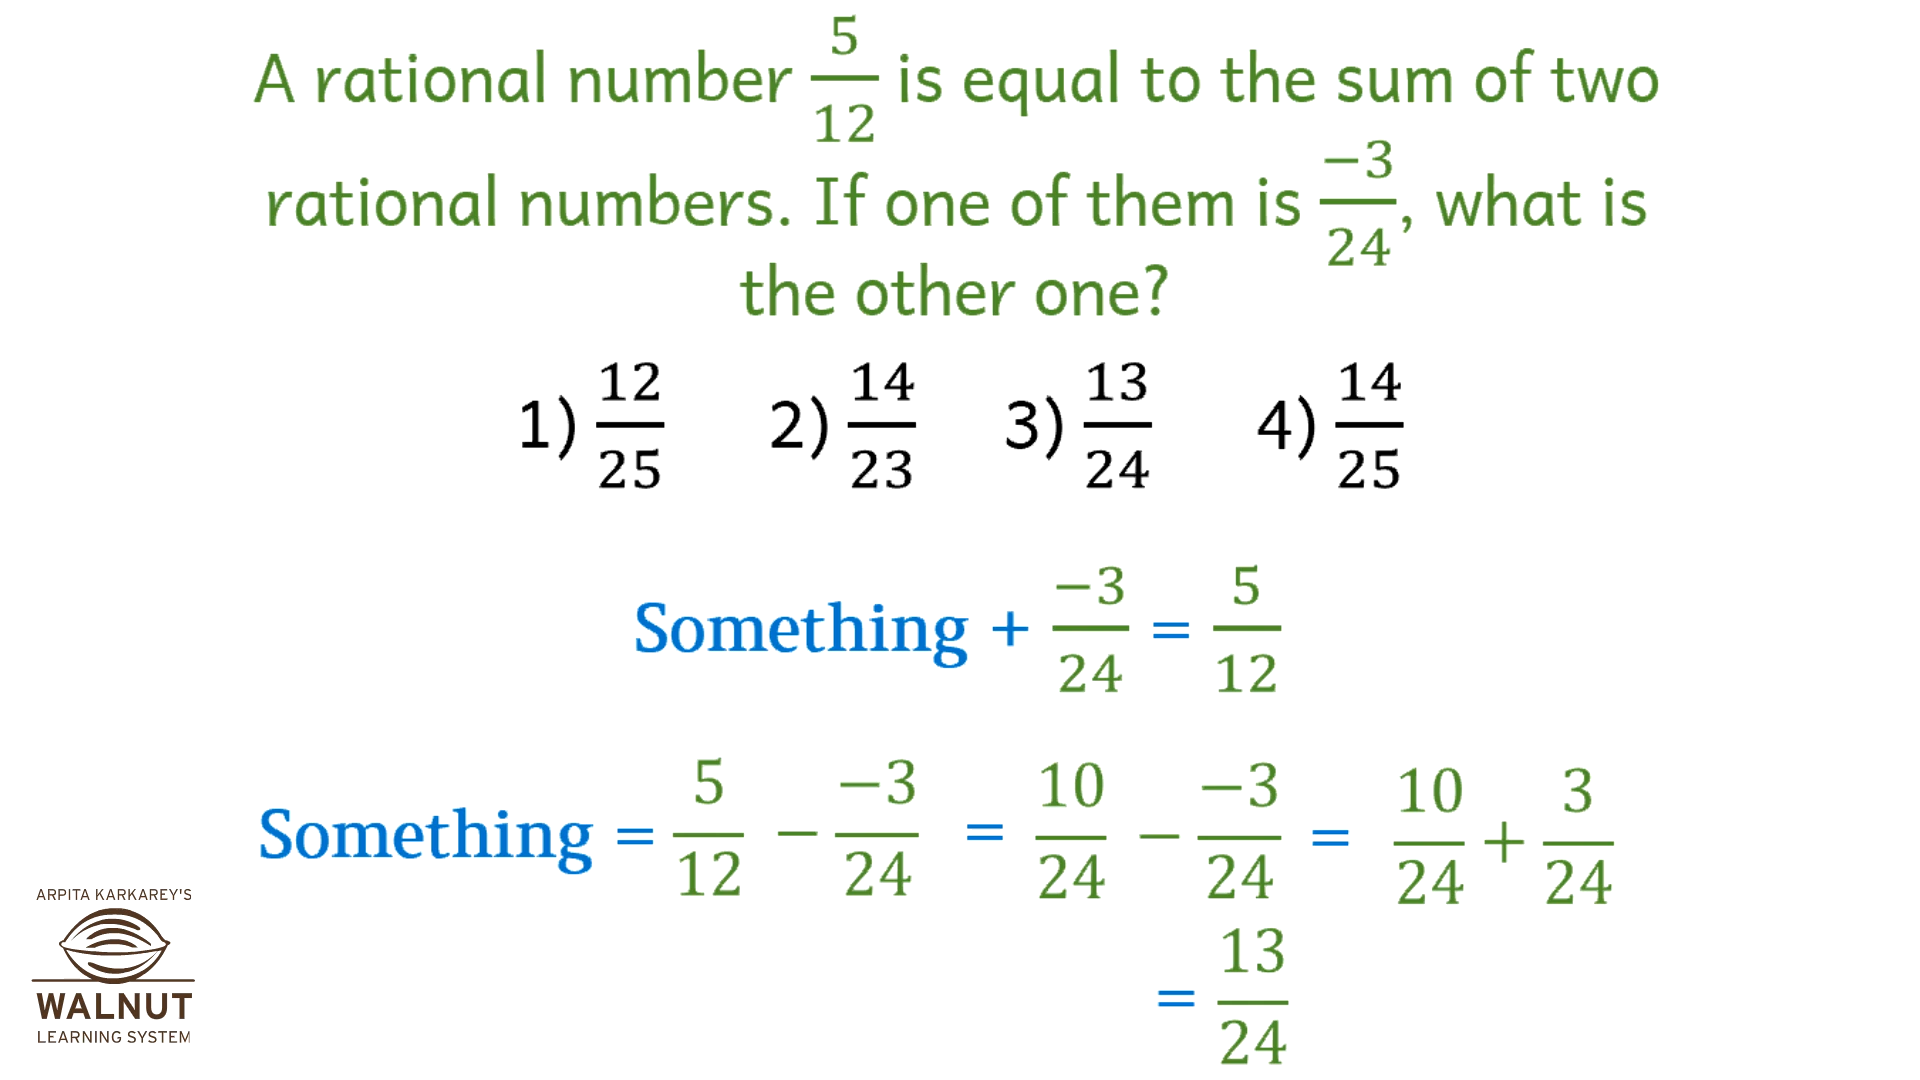 A rational number 5/12 is equal to the sum of two
rational numbers. If one of them is −3/24, what is
the other one?
1) 12/25 2) 14/23 3) 13/24 4) 14/25
Something + −3/24 = 5/12
Something = 5/12 − −3/24 = 10/24 − −3/24 = 10/24 + 3/24
= 13/24
ARPITA KARKAREY'S
WALNUT
LEARNING SYSTEM